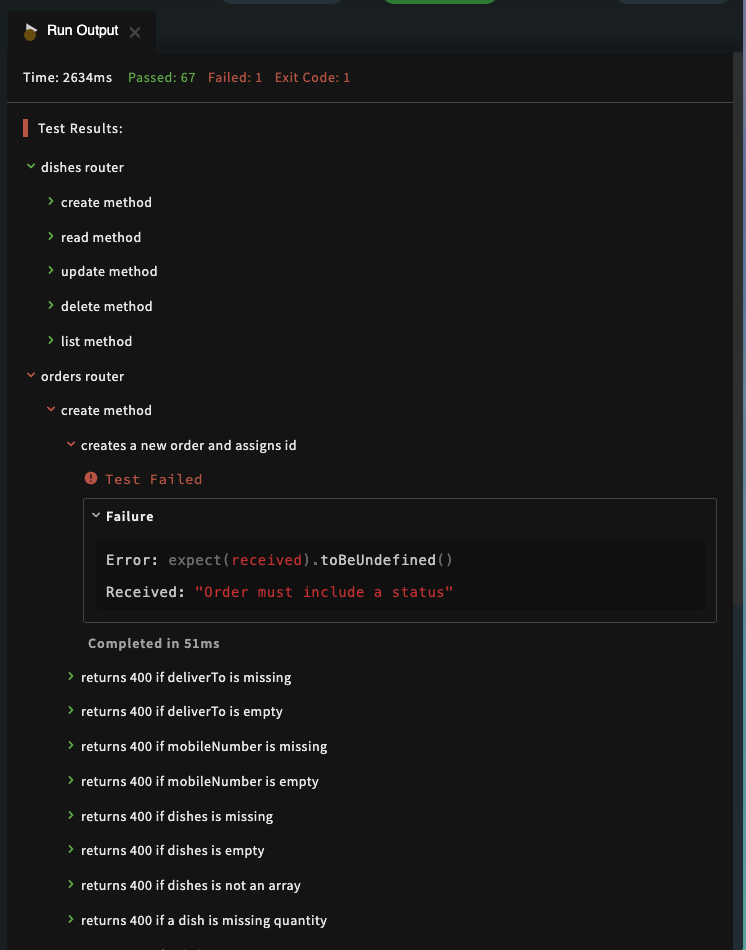 Run Output
Time: 2634ms Passed: 67 Failed: 1 Exit Code: 1
Test Results:
dishes router
create method
read method
update method
delete method
list method
orders router
create method
creates a new order and assigns id
Test Failed
Failure
Error: expect(received).toBeUndefined()
Received: "Order must include a status"
Completed in 51ms
returns 400 if deliverTo is missing
returns 400 if deliverTo is empty
returns 400 if mobileNumber is missing
returns 400 if mobileNumber is empty
returns 400 if dishes is missing
returns 400 if dishes is empty
returns 400 if dishes is not an array
returns 400 if a dish is missing quantity